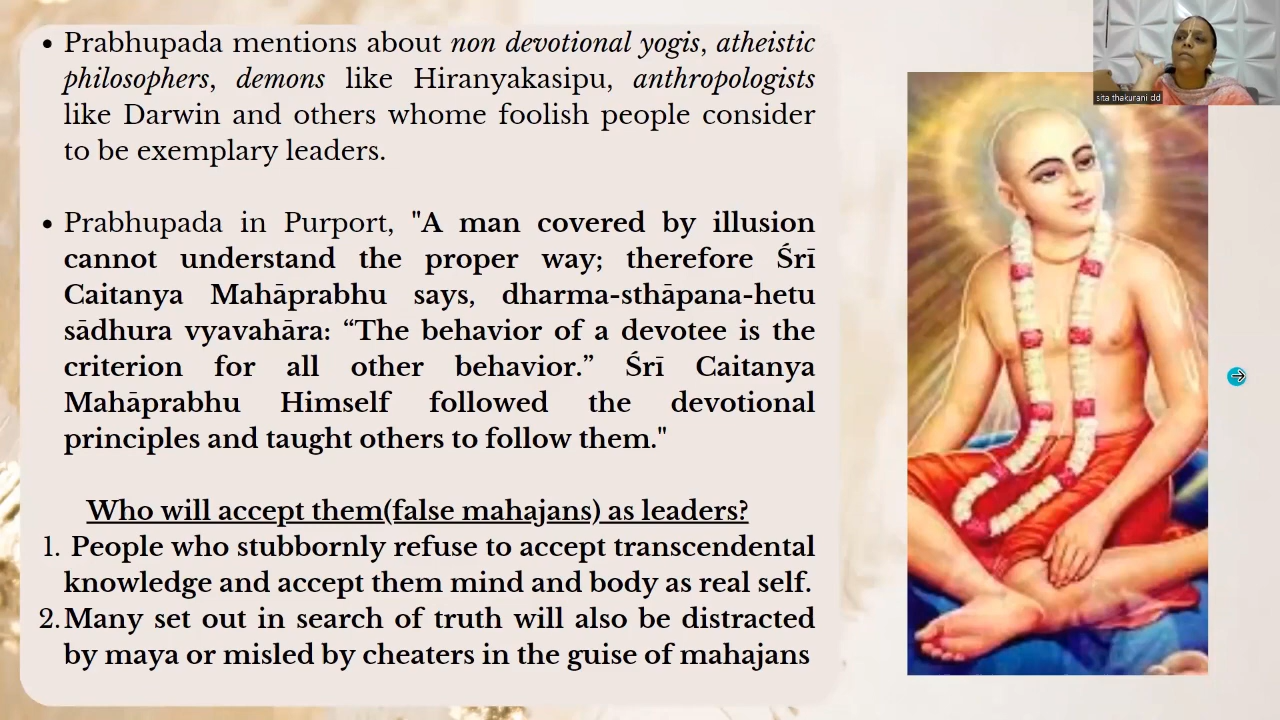 • Prabhupada mentions about non devotional yogis, atheistic
philosophers, demons like Hiranyakasipu, anthropologists
like Darwin and others whome foolish people consider
to be exemplary leaders.
• Prabhupada in Purport, "A man covered by illusion
cannot understand the proper way; therefore Śrī
Caitanya Mahāprabhu says, dharma-sthāpana-hetu
sādhura vyavahāra: “The behavior of a devotee is the
criterion for all other behavior.” Śrī Caitanya
Mahāprabhu Himself followed the devotional
principles and taught others to follow them."
Who will accept them(false mahajans) as leaders?
1. People who stubbornly refuse to accept transcendental
knowledge and accept them mind and body as real self.
2. Many set out in search of truth will also be distracted
by maya or misled by cheaters in the guise of mahajans
sita thakurani dd